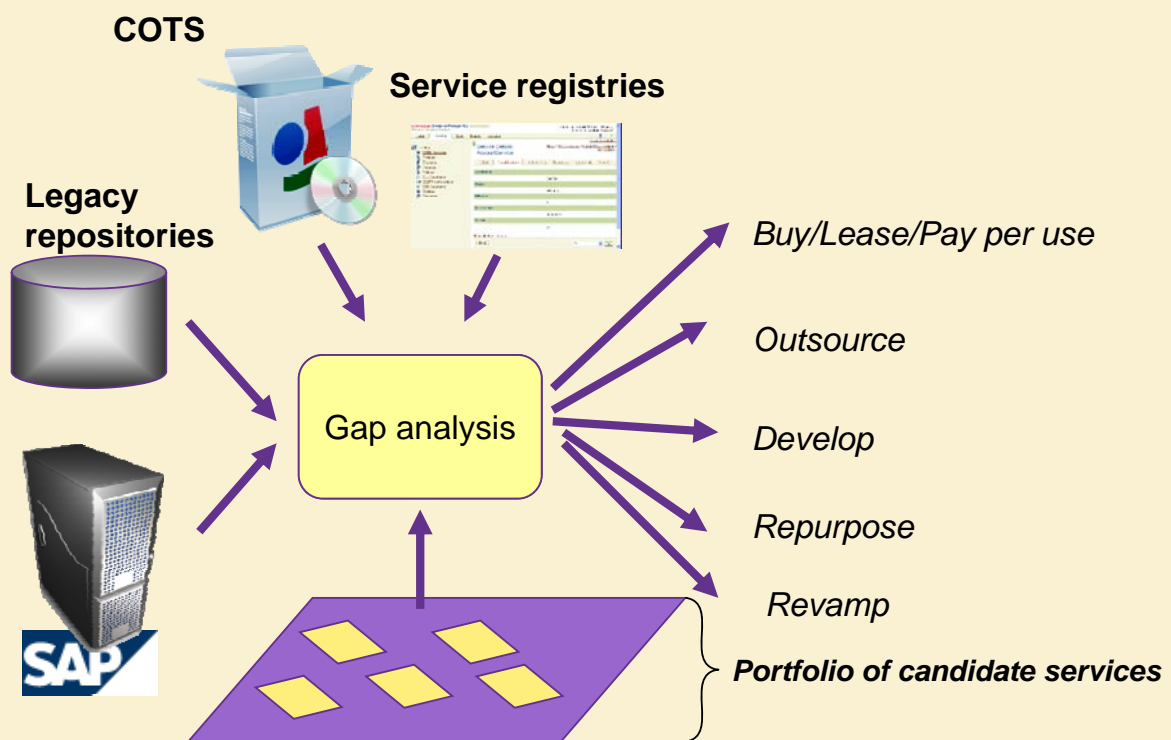 COTS
Service registries
Legacy
repositories
Buy/Lease/Pay per use
Outsource
Gap analysis
Develop
Repurpose
Revamp
SAP
Portfolio of candidate services